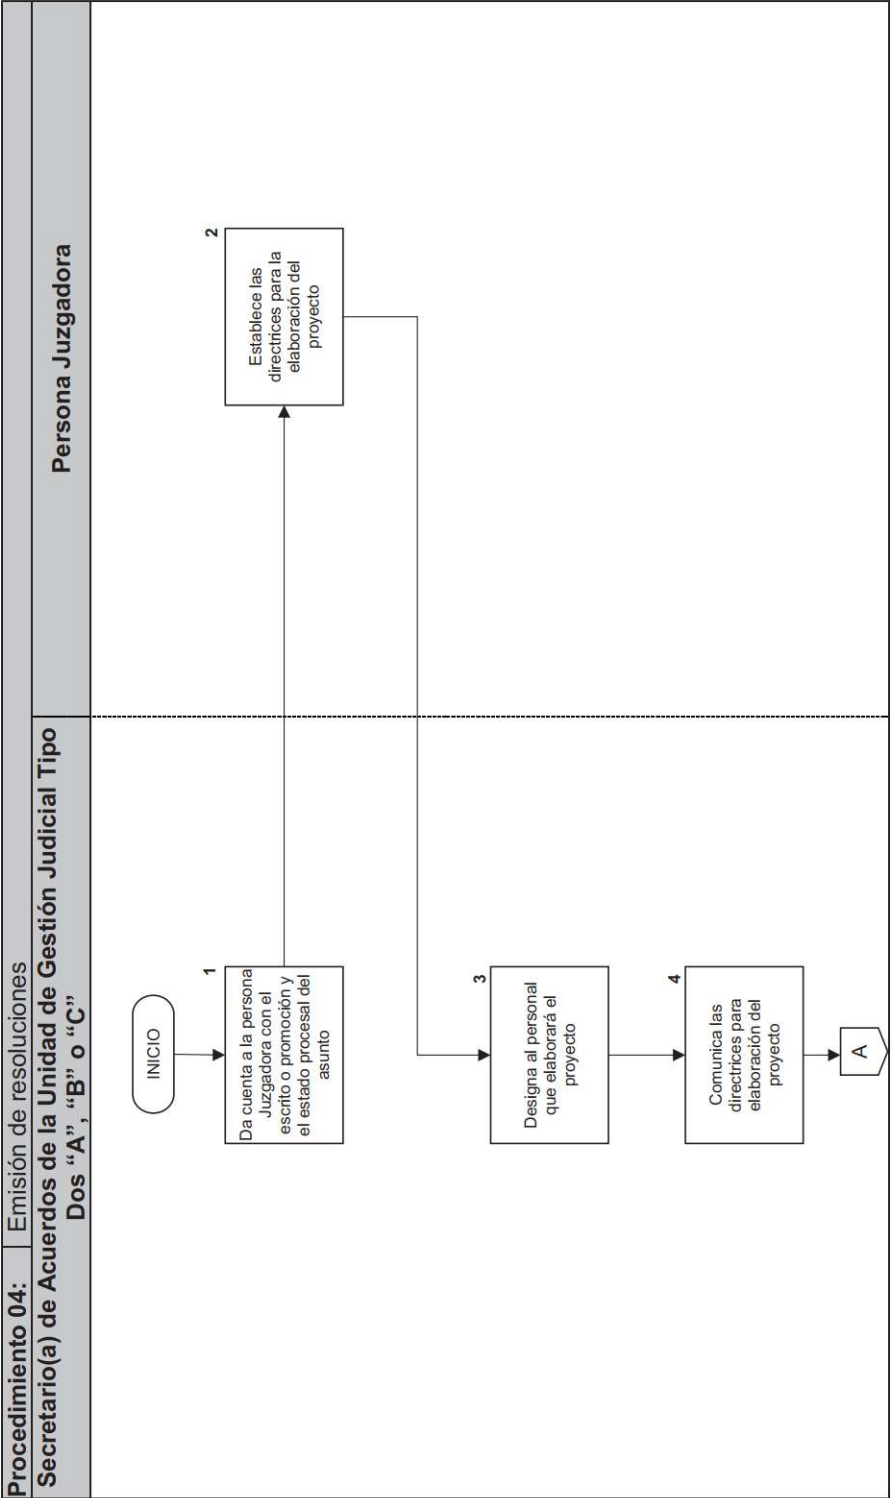 Procedimiento 04:
Emisión de resoluciones
Secretario(a) de Acuerdos de la Unidad de Gestión Judicial Tipo
Dos “A”, “B” o “C”
Persona Juzgadora
INICIO
1
Da cuenta a la persona
Juzgadora con el
escrito o promoción y
el estado procesal del
asunto
2
Establece las
directrices para la
elaboración del
proyecto
3
Designa al personal
que elaborará el
proyecto
4
Comunica las
directrices para
elaboración del
proyecto
A